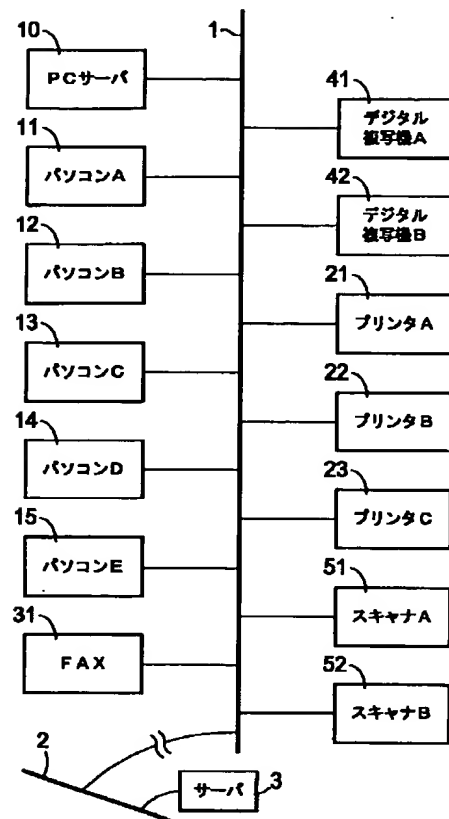 10
PCサーバ
11
パソコンA
12
パソコンB
13
パソコンC
14
パソコンD
15
パソコンE
31
FAX
1
41
デジタル
複写機A
42
デジタル
複写機B
21
プリンタA
22
プリンタB
23
プリンタC
51
スキャナA
52
スキャナB
2
サーバ
3